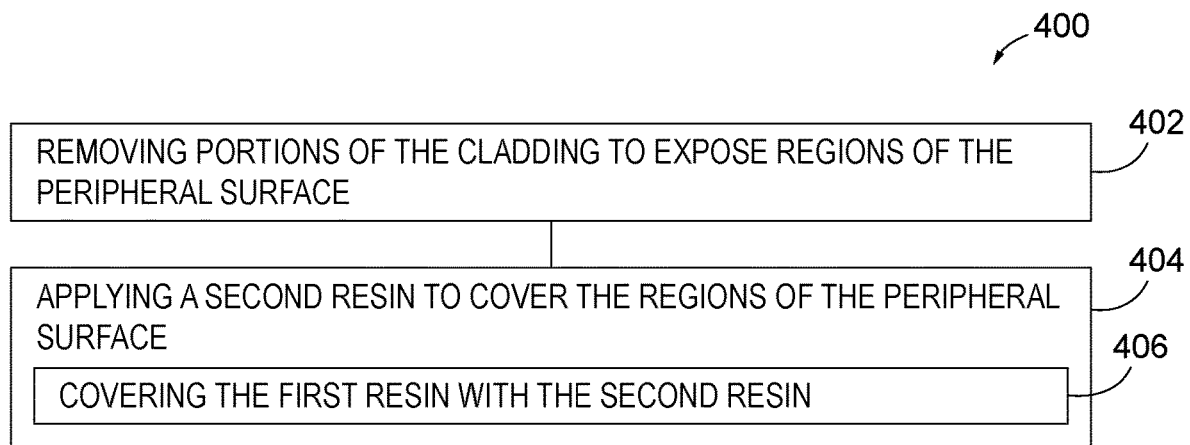 400
402
REMOVING PORTIONS OF THE CLADDING TO EXPOSE REGIONS OF THE
PERIPHERAL SURFACE
404
APPLYING A SECOND RESIN TO COVER THE REGIONS OF THE PERIPHERAL
SURFACE
406
COVERING THE FIRST RESIN WITH THE SECOND RESIN